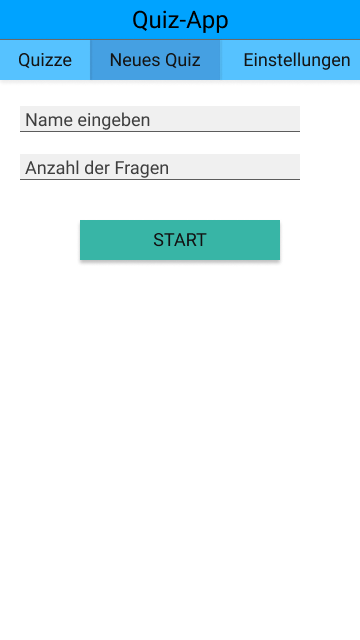 Quiz-App
Quizze Neues Quiz Einstellungen
Name eingeben
Anzahl der Fragen
START